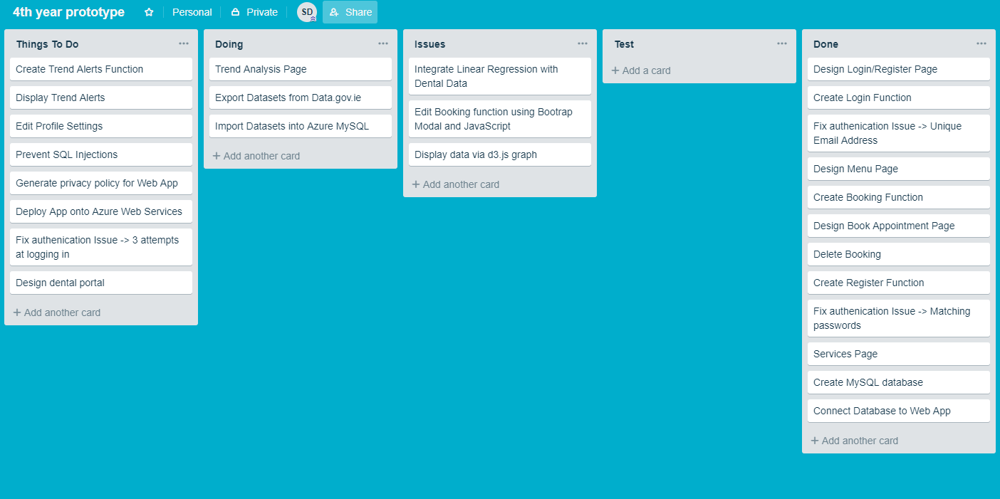 4th year prototype
Personal
Private
SD
Share
Things To Do
Create Trend Alerts Function
Display Trend Alerts
Edit Profile Settings
Prevent SQL Injections
Generate privacy policy for Web App
Deploy App onto Azure Web Services
Fix authenication Issue -> 3 attempts
at logging in
Design dental portal
+ Add another card
Doing
Trend Analysis Page
Export Datasets from Data.gov.ie
Import Datasets into Azure MySQL
+ Add another card
Issues
Integrate Linear Regression with
Dental Data
Edit Booking function using Bootrap
Modal and JavaScript
Display data via d3.js graph
+ Add another card
Test
+ Add a card
Done
Design Login/Register Page
Create Login Function
Fix authenication Issue -> Unique
Email Address
Design Menu Page
Create Booking Function
Design Book Appointment Page
Delete Booking
Create Register Function
Fix authenication Issue -> Matching
passwords
Services Page
Create MySQL database
Connect Database to Web App
+ Add another card